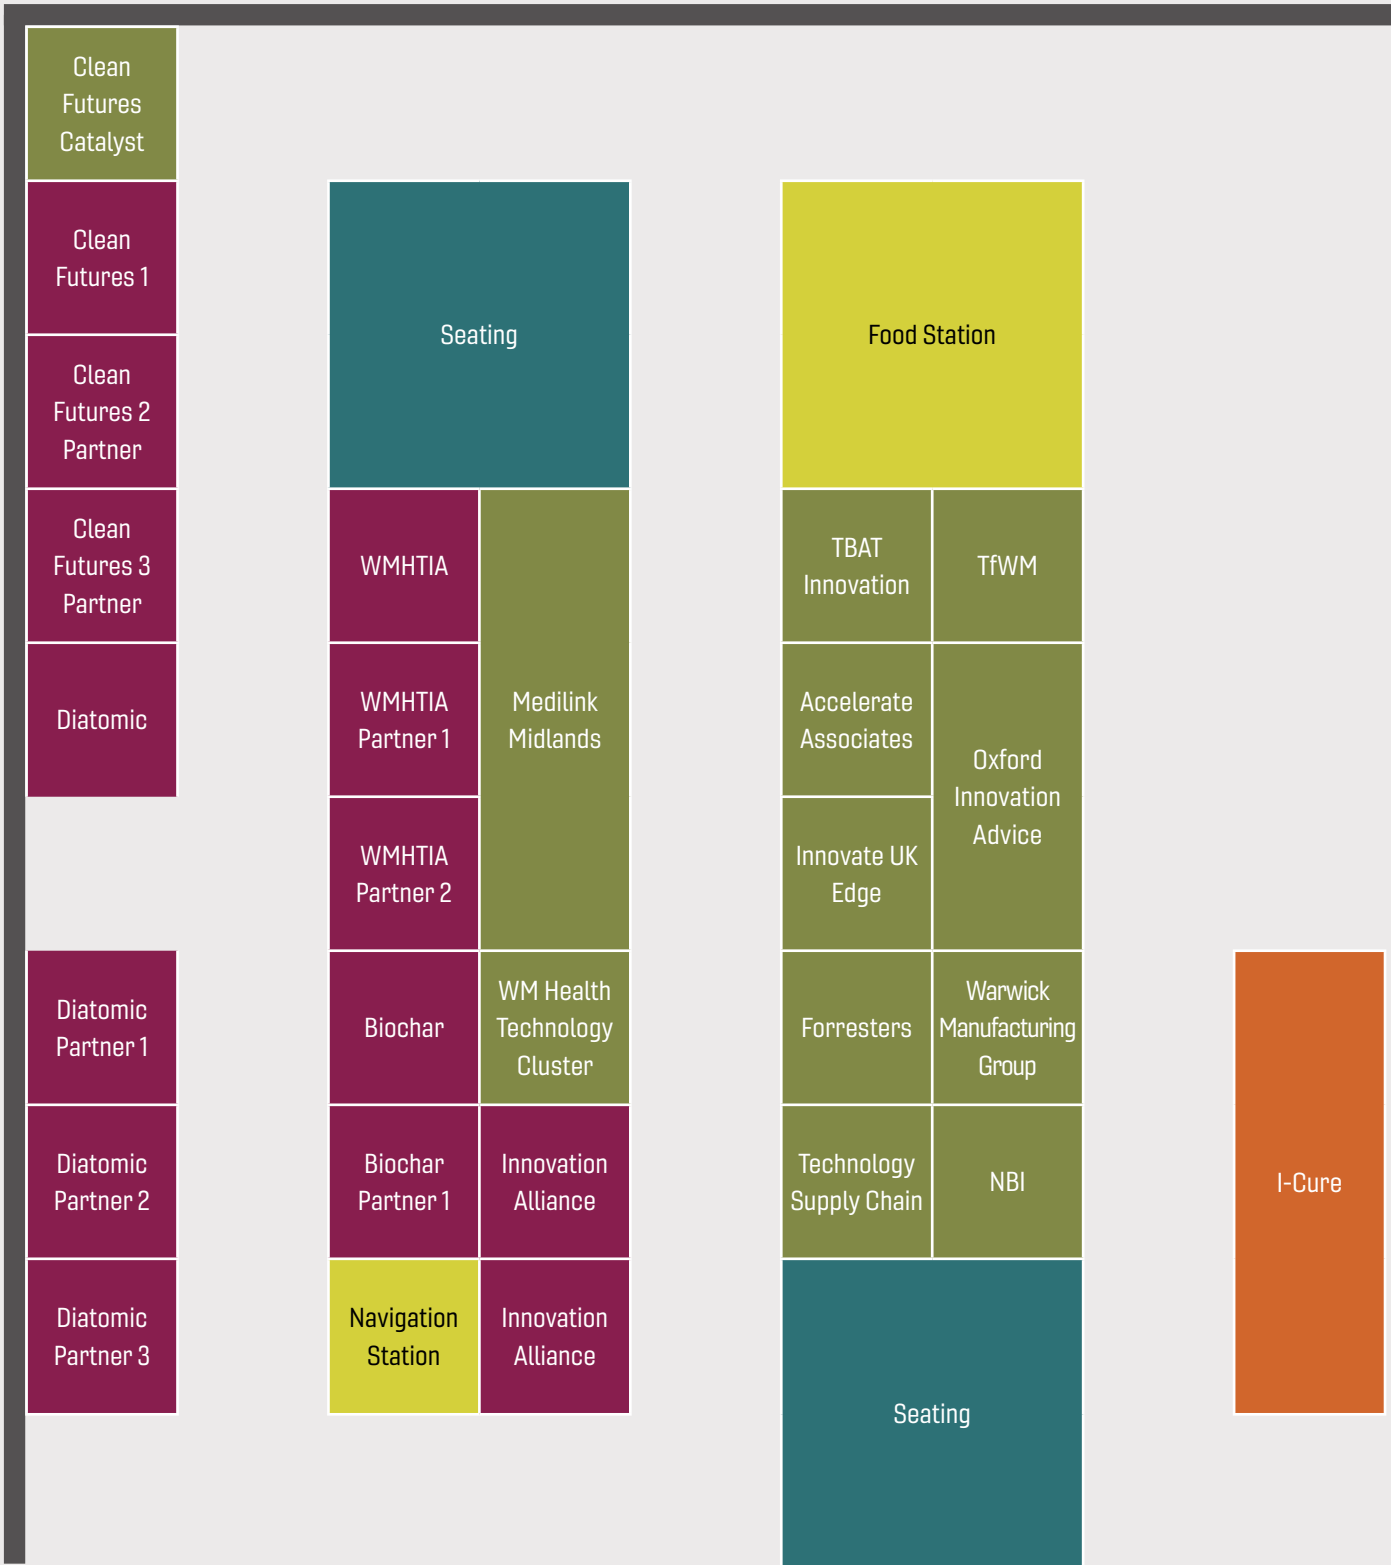 Clean
Futures
Catalyst
Clean
Futures 1
Clean
Futures 2
Partner
Clean
Futures 3
Partner
Diatomic
Diatomic
Partner 1
Diatomic
Partner 2
Diatomic
Partner 3
Seating
WMHTIA
WMHTIA
Partner 1
WMHTIA
Partner 2
Biochar
Biochar
Partner 1
Navigation
Station
Medilink
Midlands
WM Health
Technology
Cluster
Innovation
Alliance
Innovation
Alliance
Food Station
TBAT
Innovation
Accelerate
Associates
Innovate UK
Edge
Forresters
Technology
Supply Chain
TfWM
Oxford
Innovation
Advice
Warwick
Manufacturing
Group
NBI
Seating
I-Cure